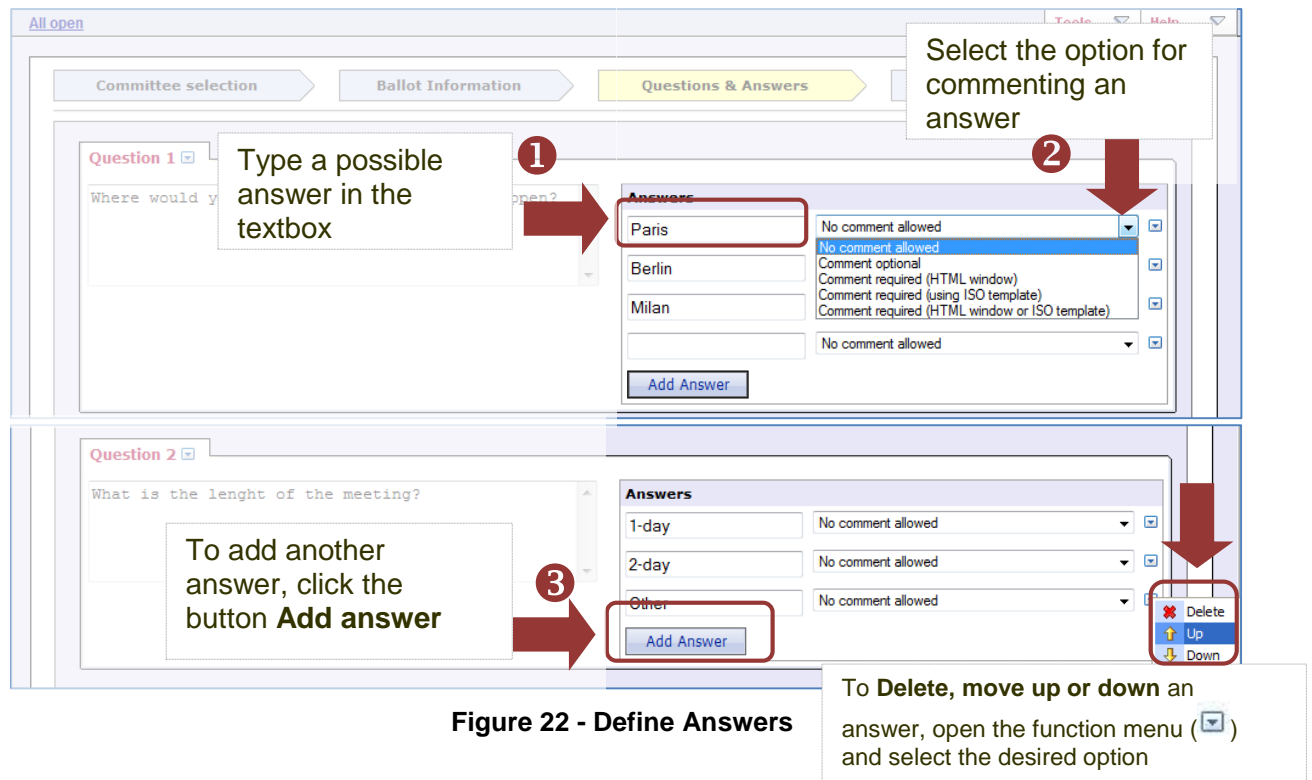 All open
Tools Help
Select the option for
commenting an
answer
Committee selection
Ballot Information
Questions & Answers
1
2
Question 1
Type a possible
answer in the
textbox
Where would y
open?
Answers
Paris
No comment allowed
No comment allowed
Comment optional
Comment required (HTML window)
Comment required (using ISO template)
Comment required (HTML window or ISO template)
Berlin
Milan
No comment allowed
Add Answer
Question 2
What is the lenght of the meeting?
Answers
1-day
No comment allowed
2-day
No comment allowed
Other
No comment allowed
To add another
answer, click the
button Add answer
3
Add Answer
Delete
Up
Down
To Delete, move up or down an
answer, open the function menu ( )
and select the desired option
Figure 22 - Define Answers